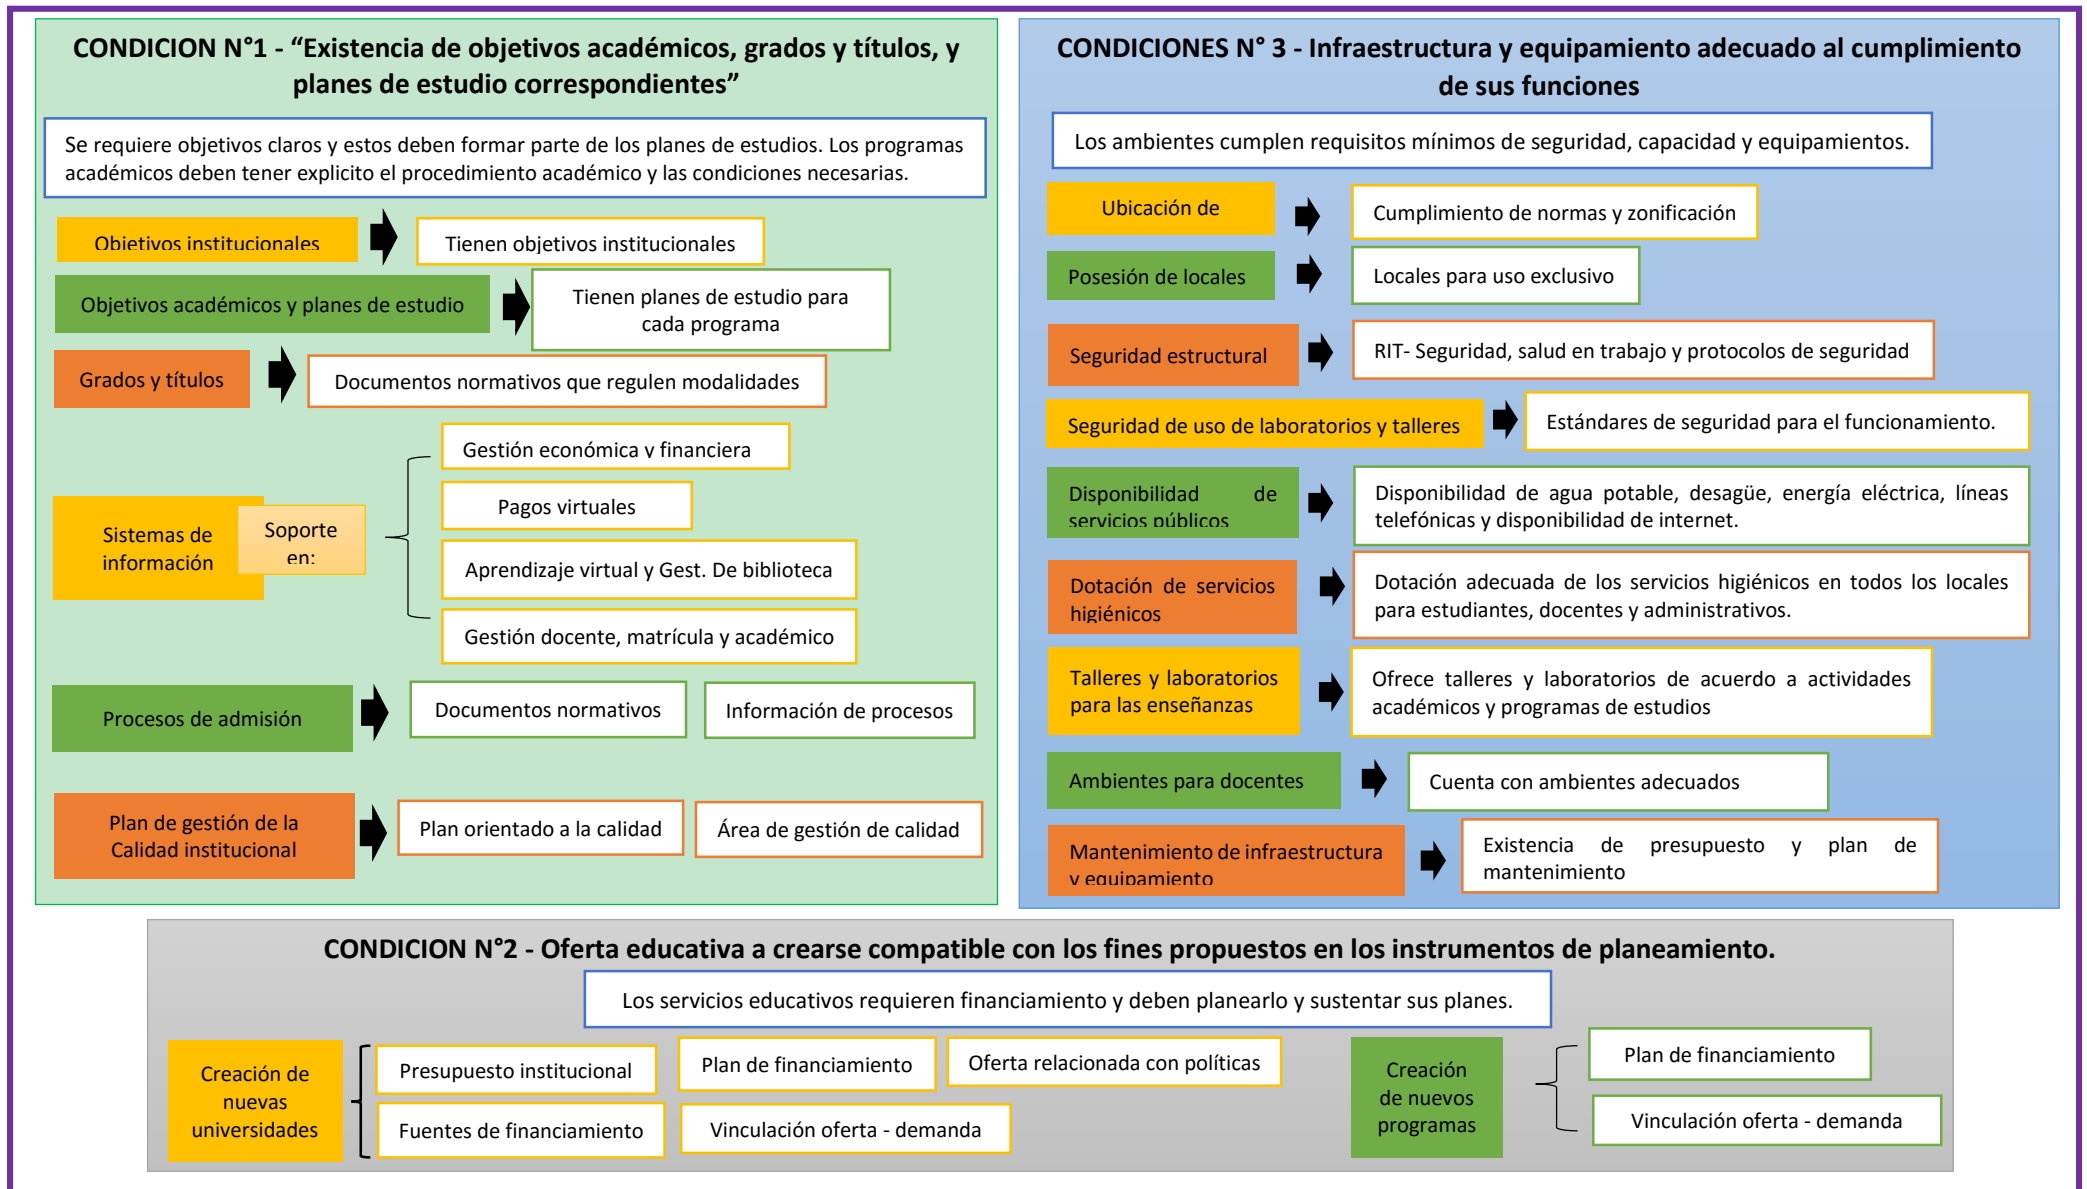 CONDICION N°1 - “Existencia de objetivos académicos, grados y títulos, y
planes de estudio correspondientes”
Se requiere objetivos claros y estos deben formar parte de los planes de estudios. Los programas
académicos deben tener explicito el procedimiento académico y las condiciones necesarias.
Objetivos institucionales
Tienen objetivos institucionales
Objetivos académicos y planes de estudio
Tienen planes de estudio para
cada programa
Grados y títulos
Documentos normativos que regulen modalidades
Sistemas de
información
Soporte
en:
Gestión económica y financiera
Pagos virtuales
Aprendizaje virtual y Gest. De biblioteca
Gestión docente, matrícula y académico
Procesos de admisión
Documentos normativos
Información de procesos
Plan de gestión de la
Calidad institucional
Plan orientado a la calidad
Área de gestión de calidad
CONDICIONES N° 3 - Infraestructura y equipamiento adecuado al cumplimiento
de sus funciones
Los ambientes cumplen requisitos mínimos de seguridad, capacidad y equipamientos.
Ubicación de
Cumplimiento de normas y zonificación
Posesión de locales
Locales para uso exclusivo
Seguridad estructural
RIT- Seguridad, salud en trabajo y protocolos de seguridad
Seguridad de uso de laboratorios y talleres
Estándares de seguridad para el funcionamiento.
Disponibilidad de
servicios públicos
Disponibilidad de agua potable, desagüe, energía eléctrica, líneas
telefónicas y disponibilidad de internet.
Dotación de servicios
higiénicos
Dotación adecuada de los servicios higiénicos en todos los locales
para estudiantes, docentes y administrativos.
Talleres y laboratorios
para las enseñanzas
Ofrece talleres y laboratorios de acuerdo a actividades
académicos y programas de estudios
Ambientes para docentes
Cuenta con ambientes adecuados
Mantenimiento de infraestructura
y equipamiento
Existencia de presupuesto y plan de
mantenimiento
CONDICION N°2 - Oferta educativa a crearse compatible con los fines propuestos en los instrumentos de planeamiento.
Los servicios educativos requieren financiamiento y deben planearlo y sustentar sus planes.
Creación de
nuevas
universidades
Presupuesto institucional
Plan de financiamiento
Oferta relacionada con políticas
Fuentes de financiamiento
Vinculación oferta - demanda
Creación
de nuevos
programas
Plan de financiamiento
Vinculación oferta - demanda